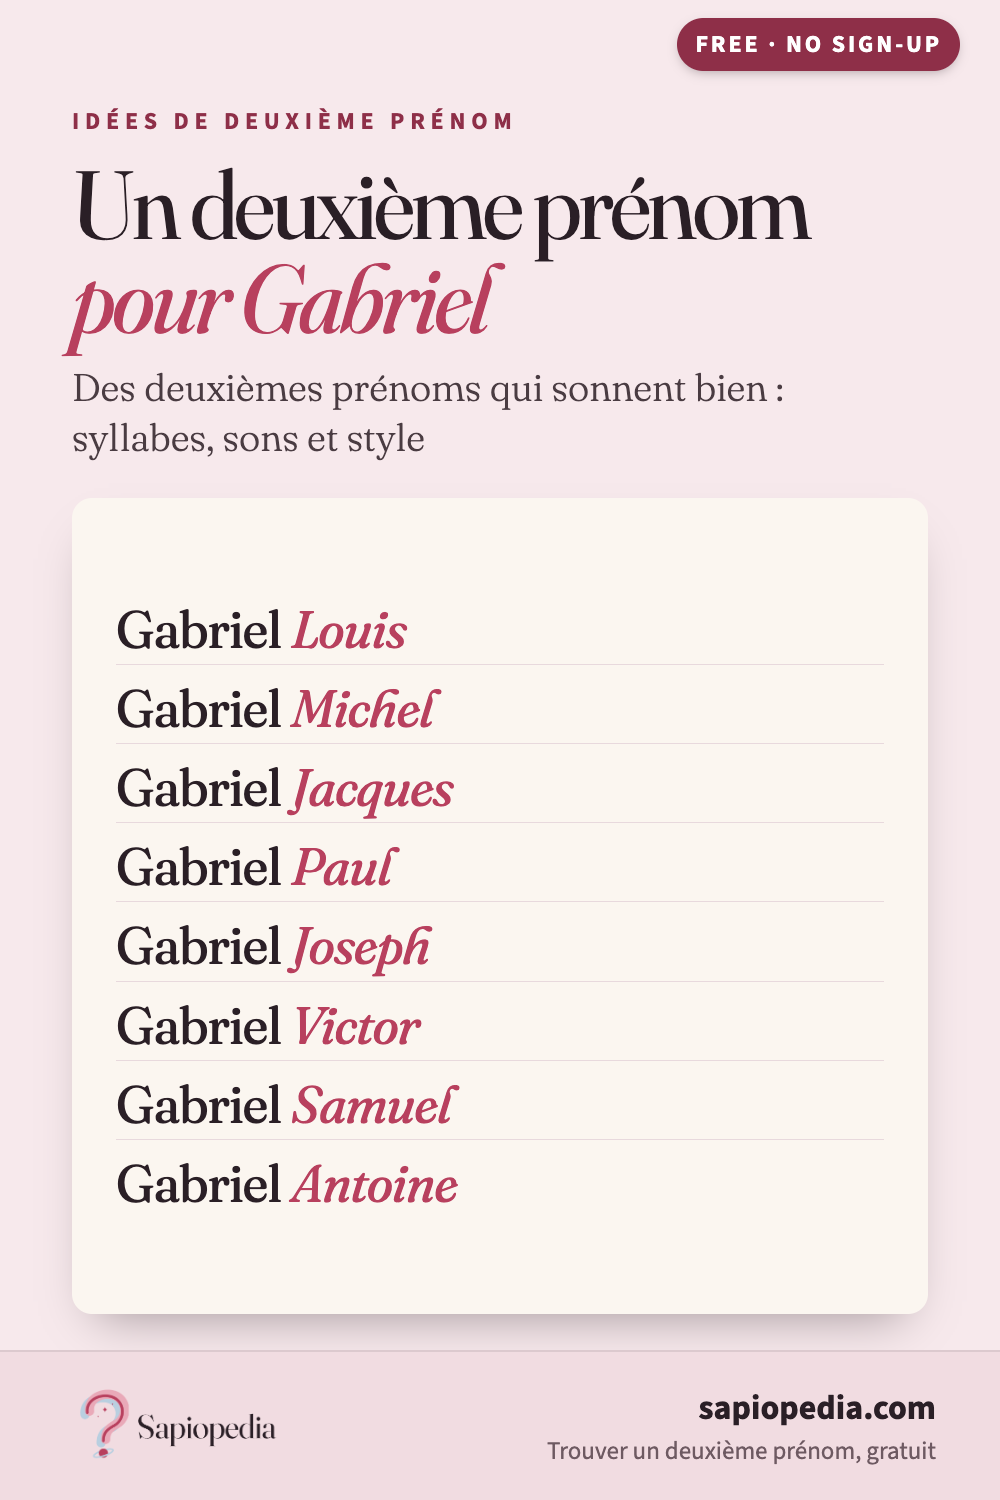 FREE · NO SIGN-UP
IDÉES DE DEUXIÈME PRÉNOM
Un deuxième prénom
pour Gabriel
Des deuxièmes prénoms qui sonnent bien :
syllabes, sons et style
Gabriel Louis
Gabriel Michel
Gabriel Jacques
Gabriel Paul
Gabriel Joseph
Gabriel Victor
Gabriel Samuel
Gabriel Antoine
Sapiopedia
sapiopedia.com
Trouver un deuxième prénom, gratuit